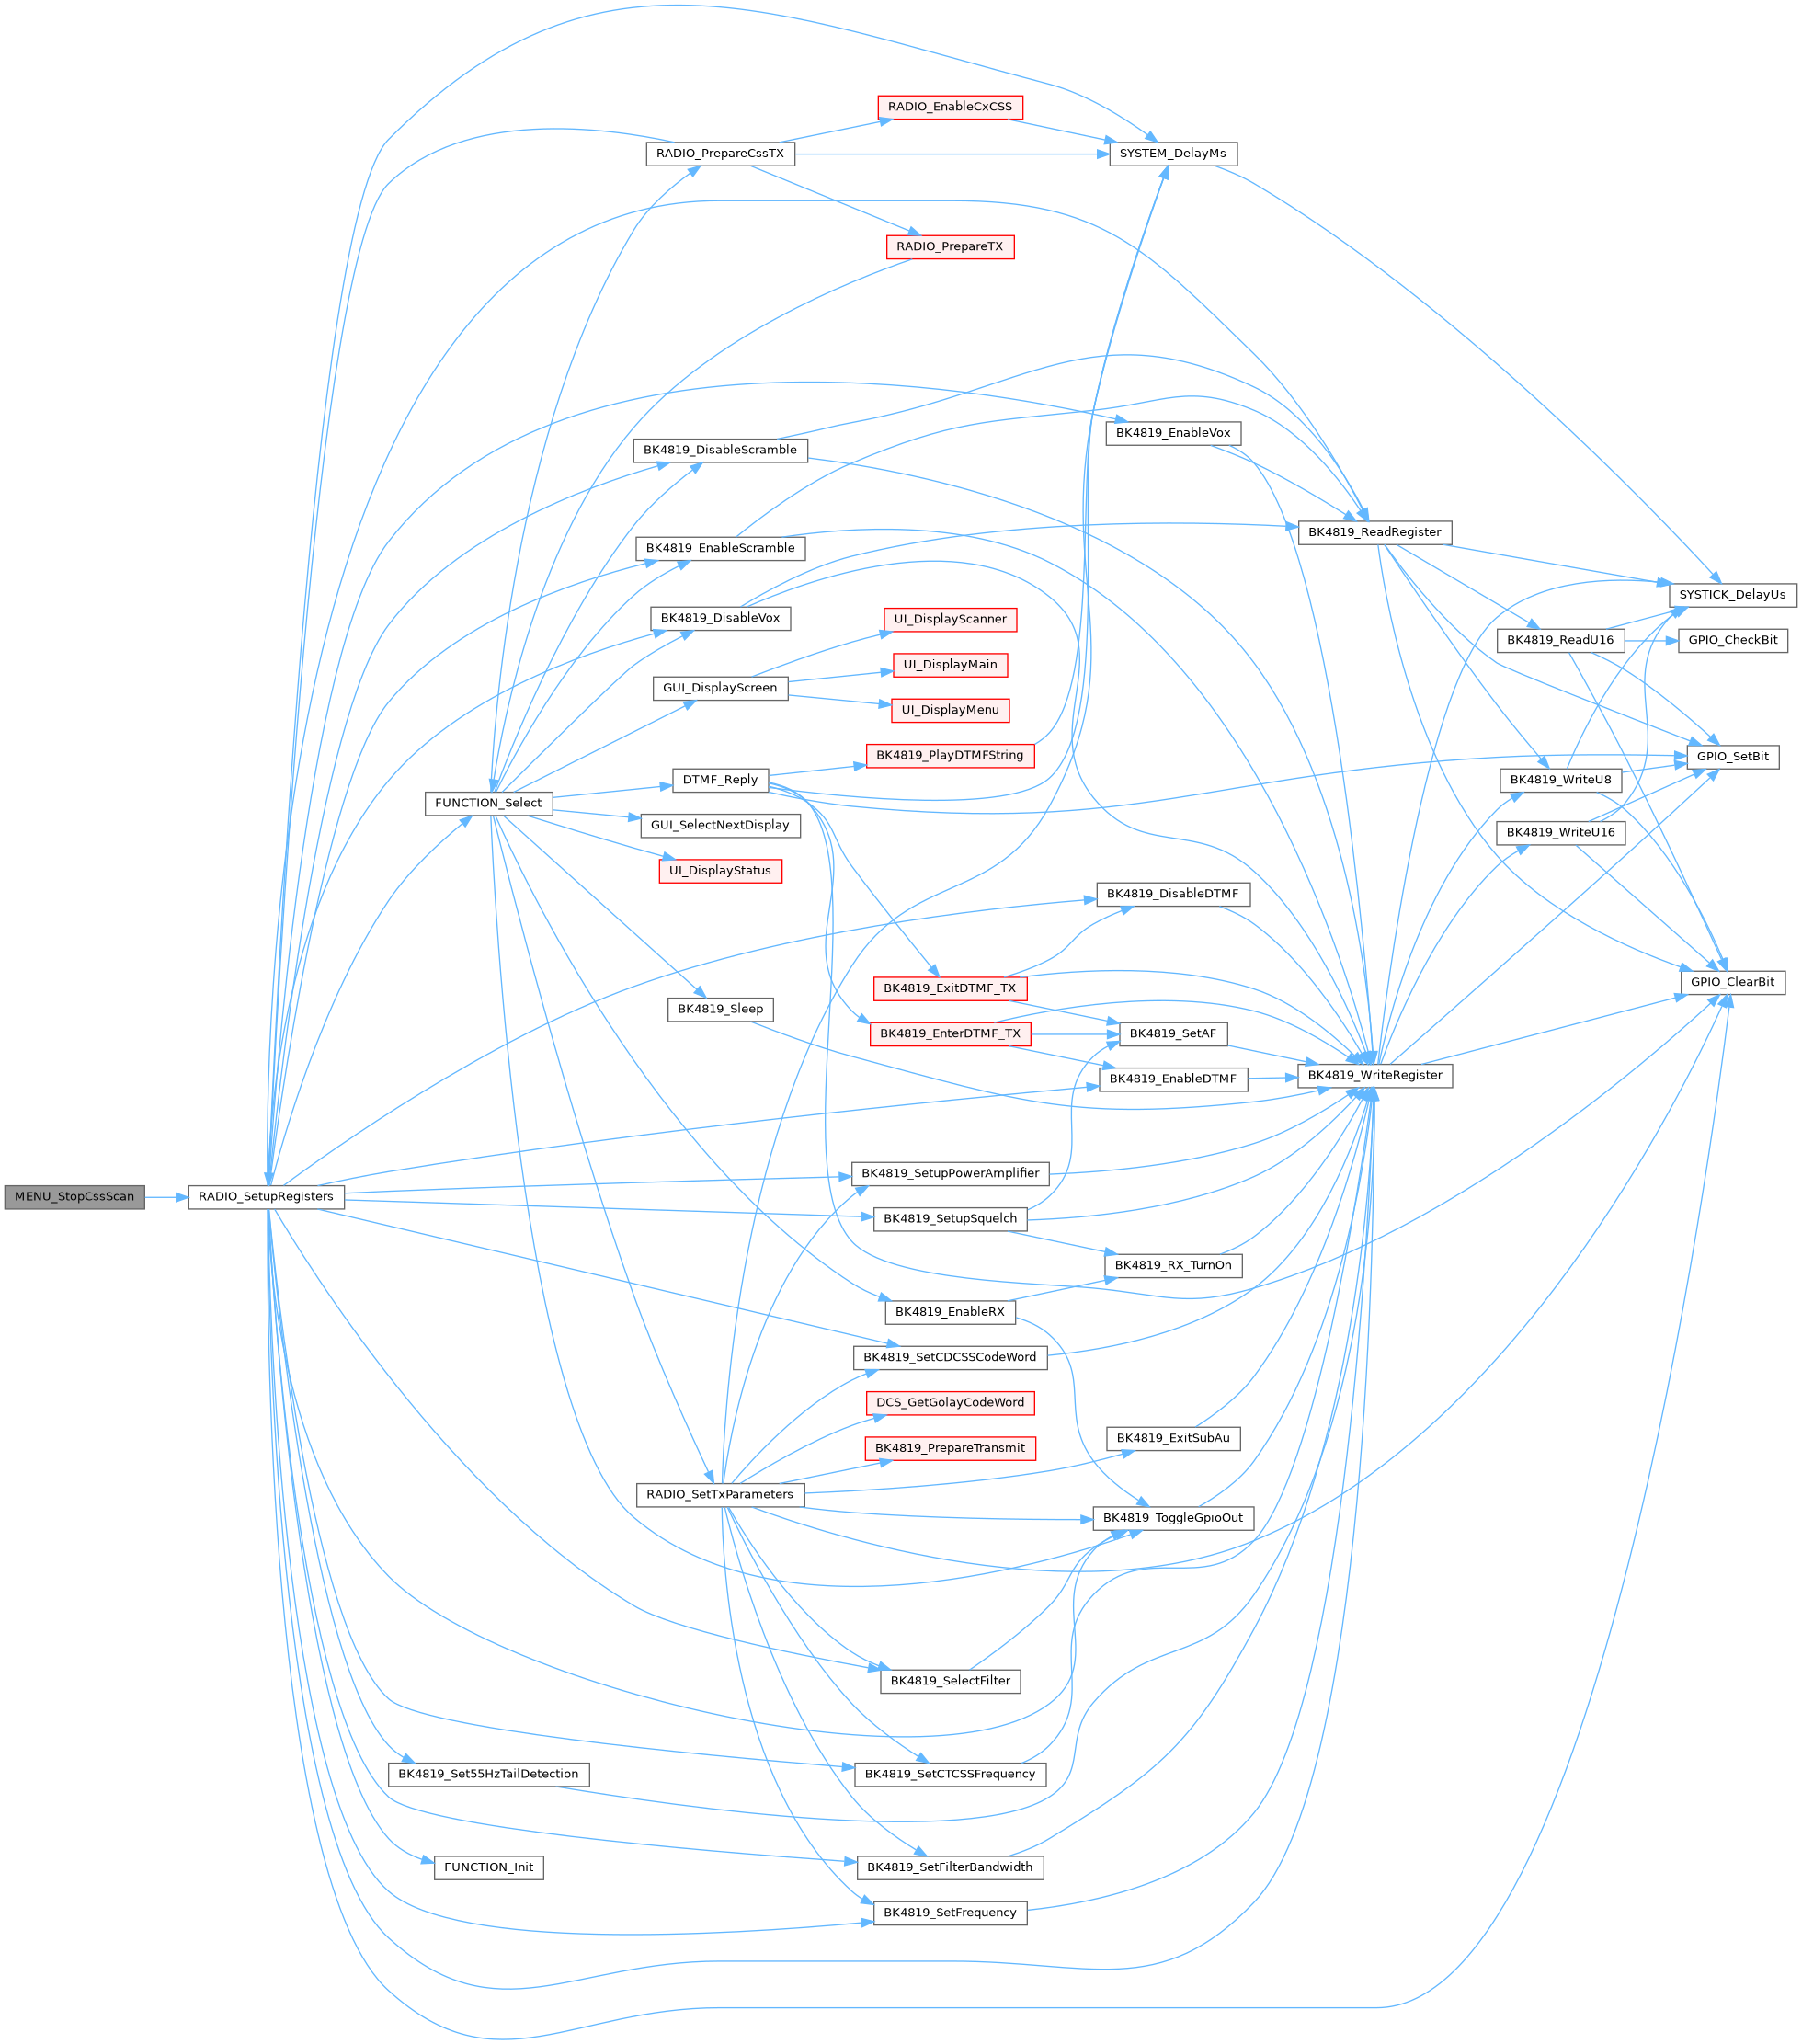 RADIO_EnableCxCSS
RADIO_PrepareCssTX
SYSTEM_DelayMs
RADIO_PrepareTX
BK4819_EnableVox
BK4819_DisableScramble
BK4819_ReadRegister
BK4819_EnableScramble
SYSTICK_DelayUs
BK4819_DisableVox
UI_DisplayScanner
BK4819_ReadU16
GPIO_CheckBit
UI_DisplayMain
GUI_DisplayScreen
UI_DisplayMenu
BK4819_PlayDTMFString
GPIO_SetBit
DTMF_Reply
BK4819_WriteU8
FUNCTION_Select
GUI_SelectNextDisplay
BK4819_WriteU16
UI_DisplayStatus
BK4819_DisableDTMF
BK4819_ExitDTMF_TX
GPIO_ClearBit
BK4819_Sleep
BK4819_EnterDTMF_TX
BK4819_SetAF
BK4819_WriteRegister
BK4819_EnableDTMF
BK4819_SetupPowerAmplifier
MENU_StopCssScan
RADIO_SetupRegisters
BK4819_SetupSquelch
BK4819_RX_TurnOn
BK4819_EnableRX
BK4819_SetCDCSSCodeWord
DCS_GetGolayCodeWord
BK4819_ExitSubAu
BK4819_PrepareTransmit
RADIO_SetTxParameters
BK4819_ToggleGpioOut
BK4819_SelectFilter
BK4819_Set55HzTailDetection
BK4819_SetCTCSSFrequency
FUNCTION_Init
BK4819_SetFilterBandwidth
BK4819_SetFrequency